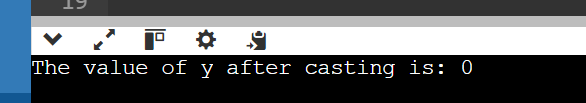 19
The value of y after casting is: 0